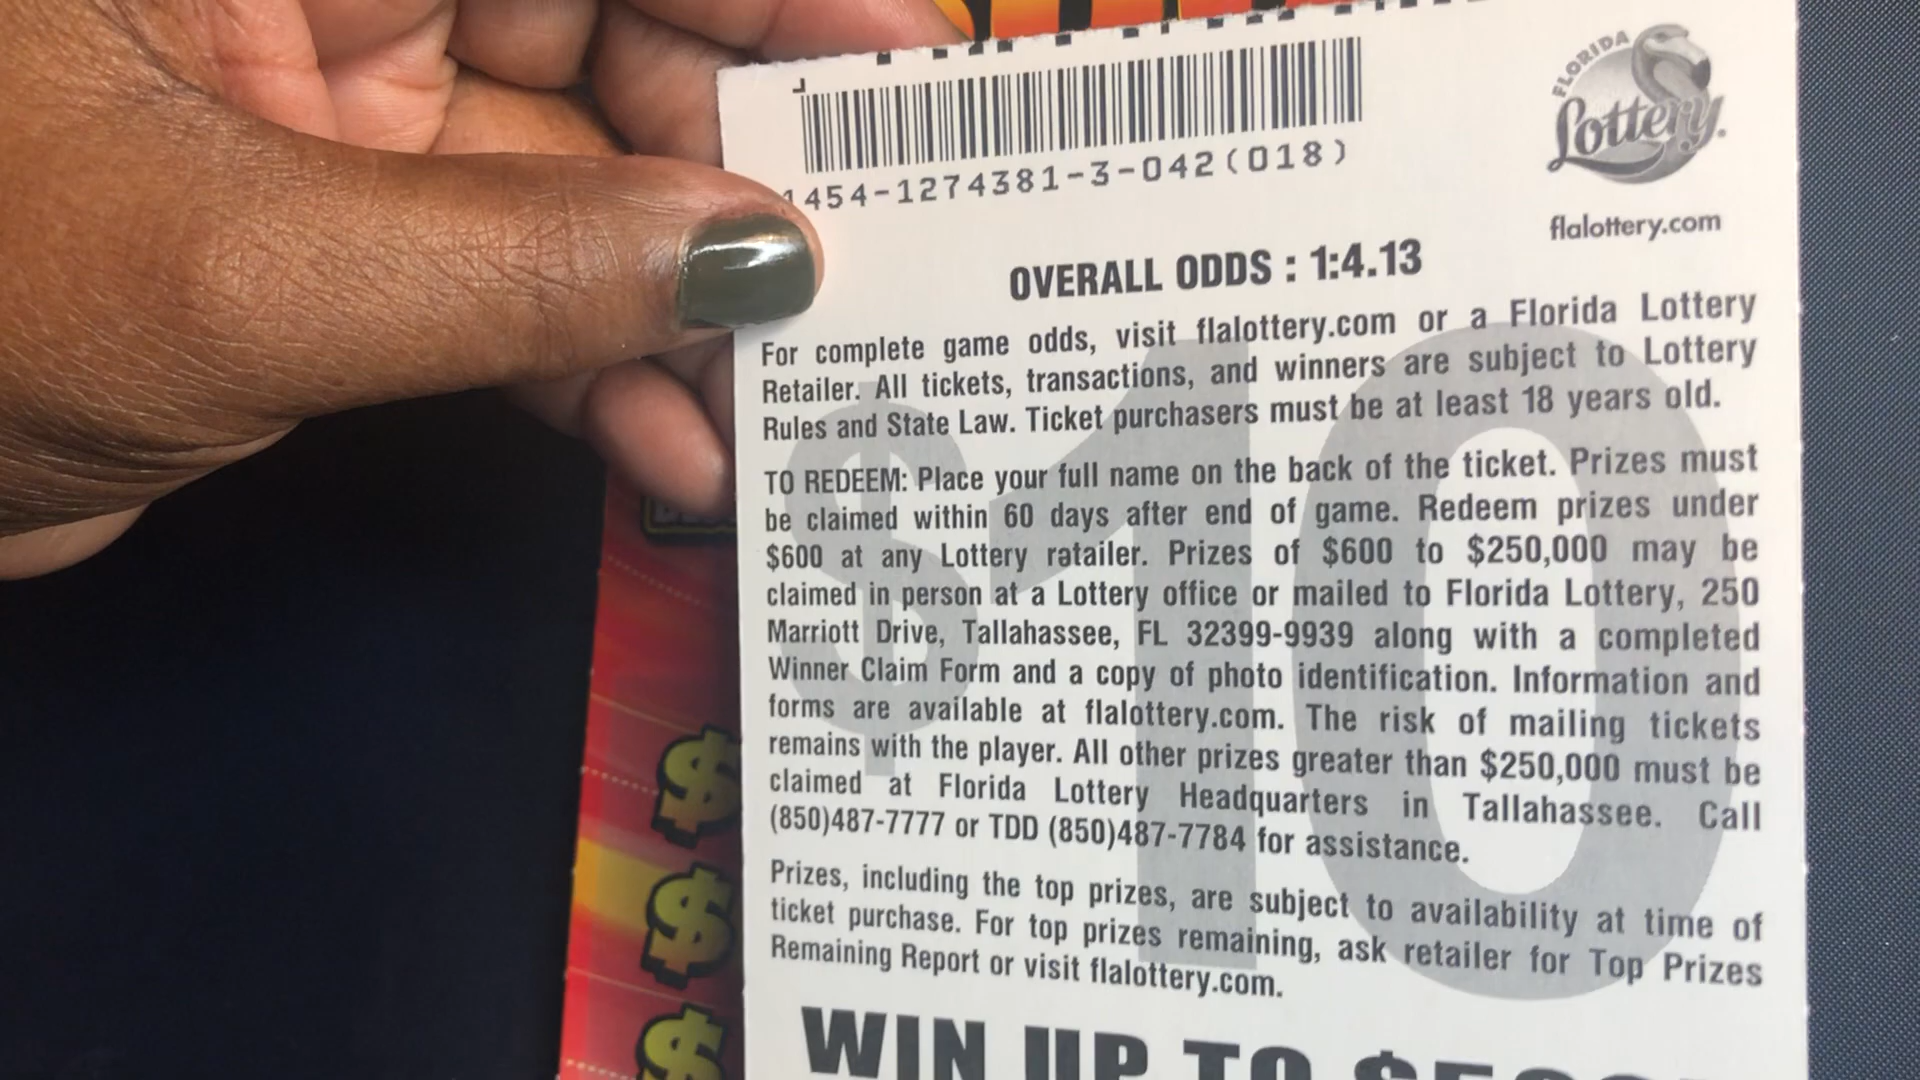 1454-1274381-3-042(018)
FLORIDA
Lottery.
flalottery.com
OVERALL ODDS : 1:4.13
For complete game odds, visit flalottery.com or a Florida Lottery
Retailer. All tickets, transactions, and winners are subject to Lottery
Rules and State Law. Ticket purchasers must be at least 18 years old.
TO REDEEM: Place your full name on the back of the ticket. Prizes must
be claimed within 60 days after end of game. Redeem prizes under
$600 at any Lottery ratailer. Prizes of $600 to $250,000 may be
claimed in person at a Lottery office or mailed to Florida Lottery, 250
Marriott Drive, Tallahassee, FL 32399-9939 along with a completed
Winner Claim Form and a copy of photo identification. Information and
forms are available at flalottery.com. The risk of mailing tickets
remains with the player. All other prizes greater than $250,000 must be
claimed at Florida Lottery Headquarters in Tallahassee. Call
(850)487-7777 or TDD (850)487-7784 for assistance.
Prizes, including the top prizes, are subject to availability at time of
ticket purchase. For top prizes remaining, ask retailer for Top Prizes
Remaining Report or visit flalottery.com.
$10
WIN UP TO
$
$
$